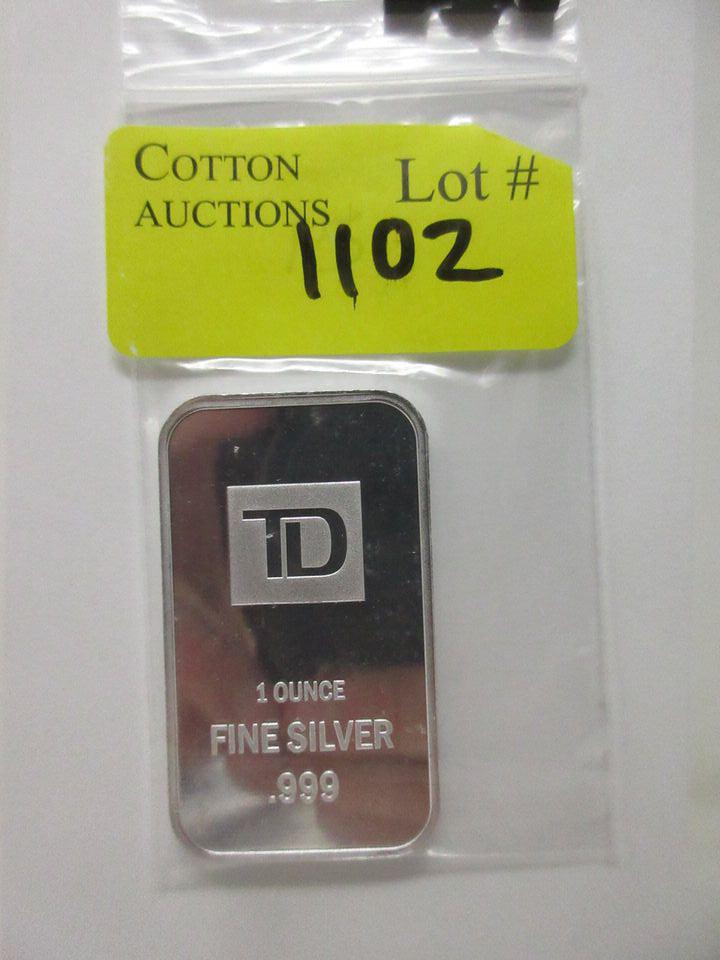 COTTON
AUCTIONS
Lot #
1102
TD
1 OUNCE
FINE SILVER
.999